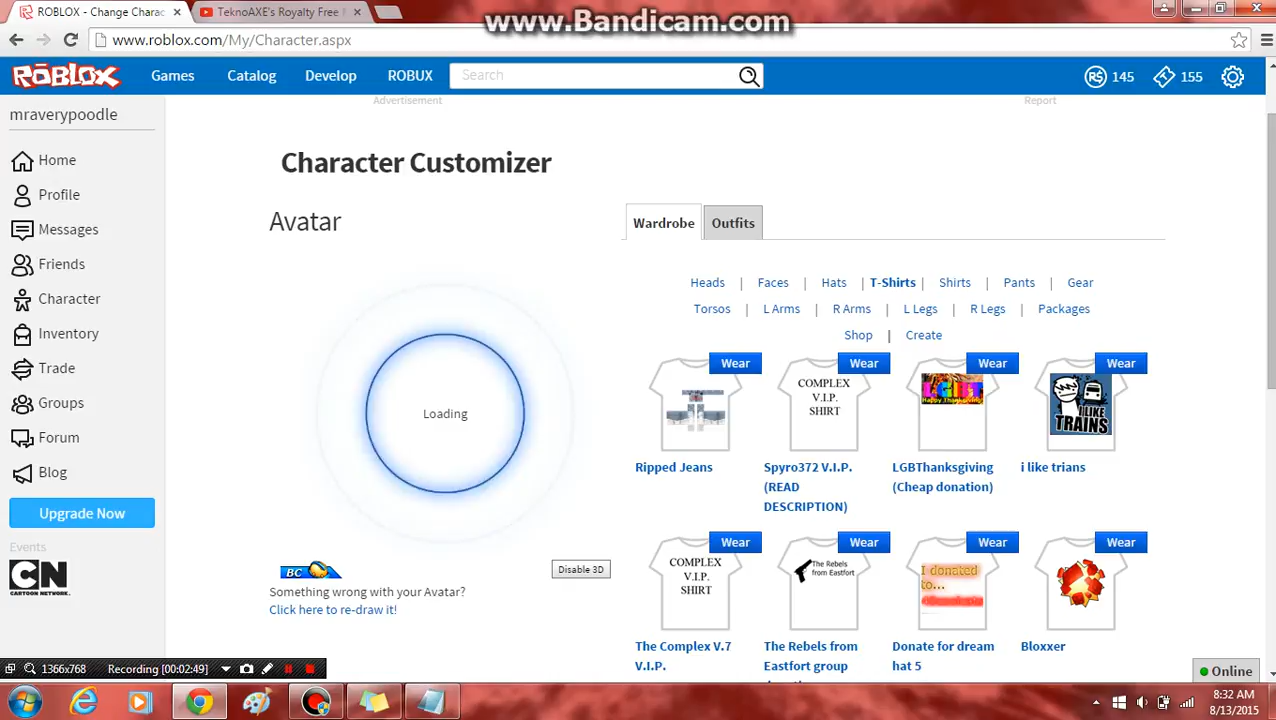 www.Bandicam.com
ROBLOX - Change Charac
TeknoAXE's Royalty Free M
www.roblox.com/My/Character.aspx
ROBLOX Games Catalog Develop ROBUX Search R$ 145 155
Advertisement Report
mraverypoodle
Home
Profile
Messages
Friends
Character
Inventory
Trade
Groups
Forum
Blog
Upgrade Now
Events
CN
CARTOON NETWORK.
Character Customizer
Avatar
Loading
BC
Disable 3D
Something wrong with your Avatar?
Click here to re-draw it!
Wardrobe Outfits
Heads | Faces | Hats | T-Shirts | Shirts | Pants | Gear
Torsos | L Arms | R Arms | L Legs | R Legs | Packages
Shop | Create
Wear Wear Wear Wear
COMPLEX
V.I.P.
SHIRT
LGBT
Happy Thanksgiving
I LIKE
TRAINS
Ripped Jeans
Spyro372 V.I.P.
(READ
DESCRIPTION)
LGBThanksgiving
(Cheap donation)
i like trians
Wear Wear Wear Wear
COMPLEX
V.I.P.
SHIRT
The Rebels
from Eastfort
I donated
to...
The Complex V.7
V.I.P.
The Rebels from
Eastfort group
Donate for dream
hat 5
Bloxxer
1366x768 Recording [00:02:49]
Online
8:32 AM
8/13/2015